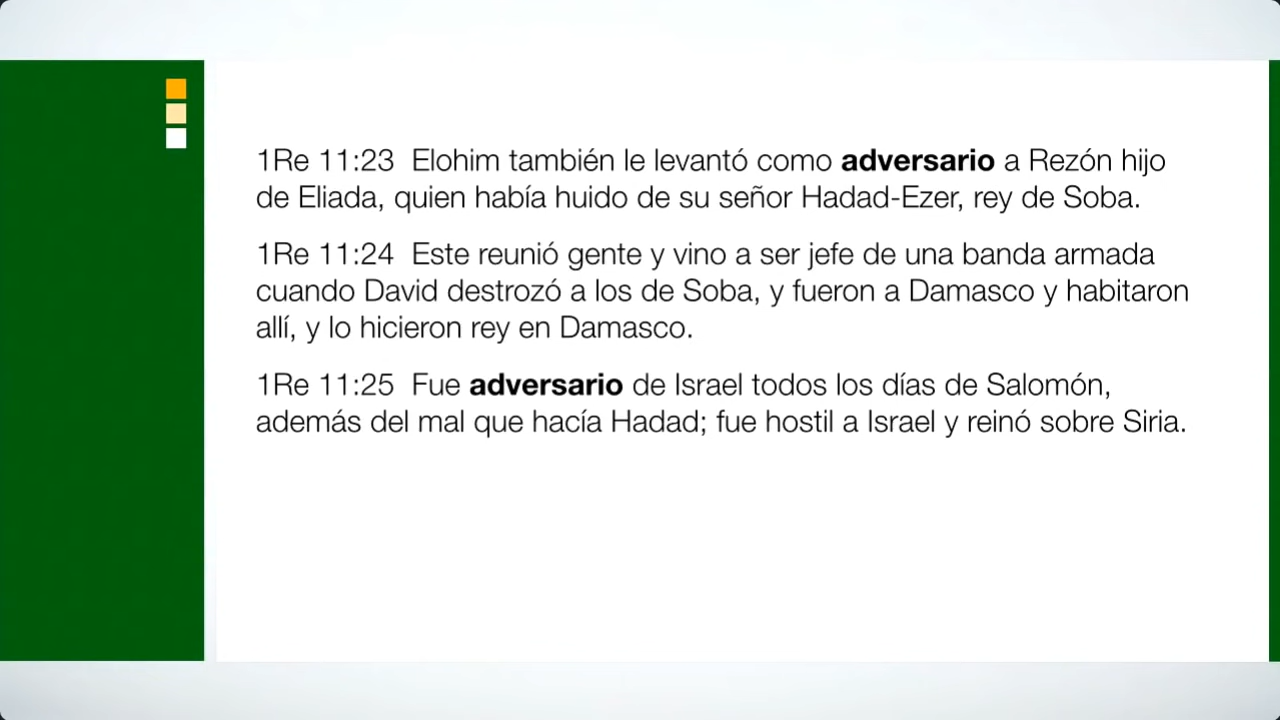 1Re 11:23  Elohim también le levantó como adversario a Rezón hijo
de Eliada, quien había huido de su señor Hadad-Ezer, rey de Soba.
1Re 11:24  Este reunió gente y vino a ser jefe de una banda armada
cuando David destrozó a los de Soba, y fueron a Damasco y habitaron
allí, y lo hicieron rey en Damasco.
1Re 11:25  Fue adversario de Israel todos los días de Salomón,
además del mal que hacía Hadad; fue hostil a Israel y reinó sobre Siria.